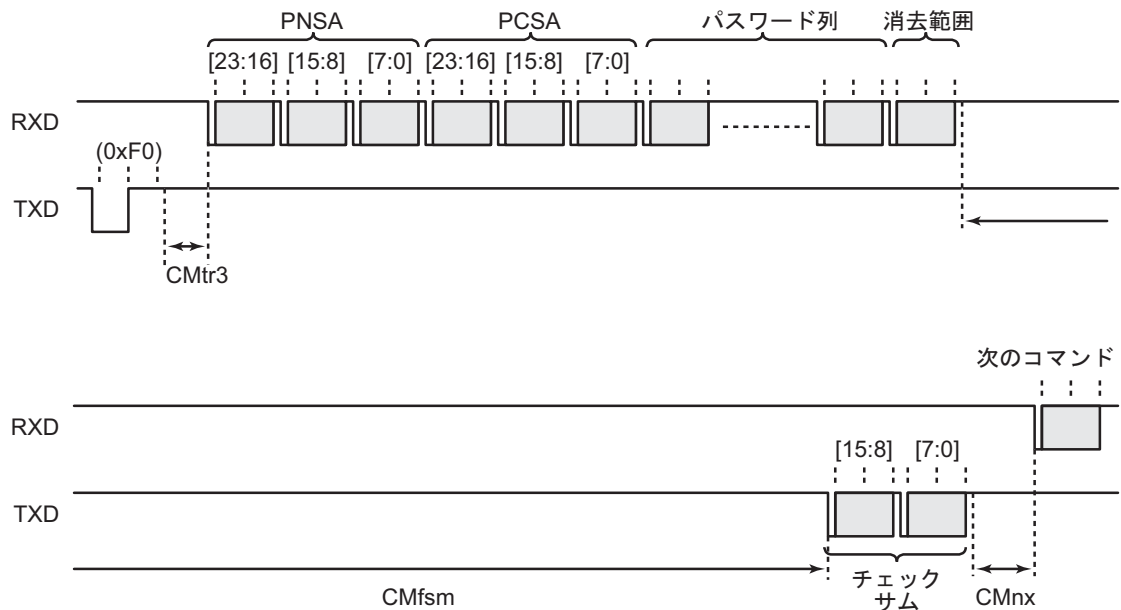 PNSA PCSA パスワード列 消去範囲
[23:16] [15:8] [7:0] [23:16] [15:8] [7:0]
RXD
(0xF0)
TXD
CMtr3
次のコマンド
RXD
[15:8] [7:0]
TXD
CMfsm
チェック
サム
CMnx